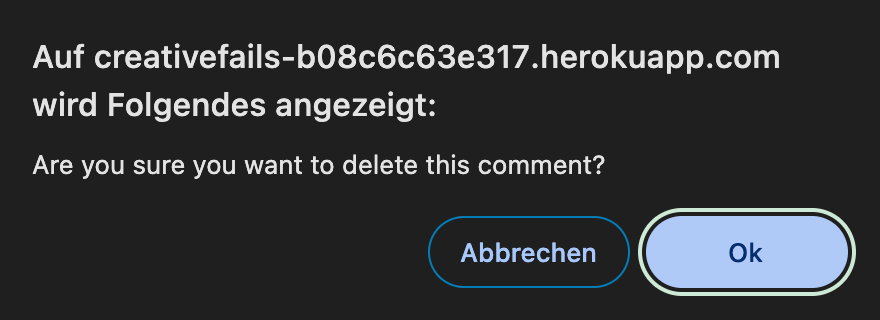 Auf creativefails-b08c6c63e317.herokuapp.com
wird Folgendes angezeigt:
Are you sure you want to delete this comment?
Abbrechen Ok